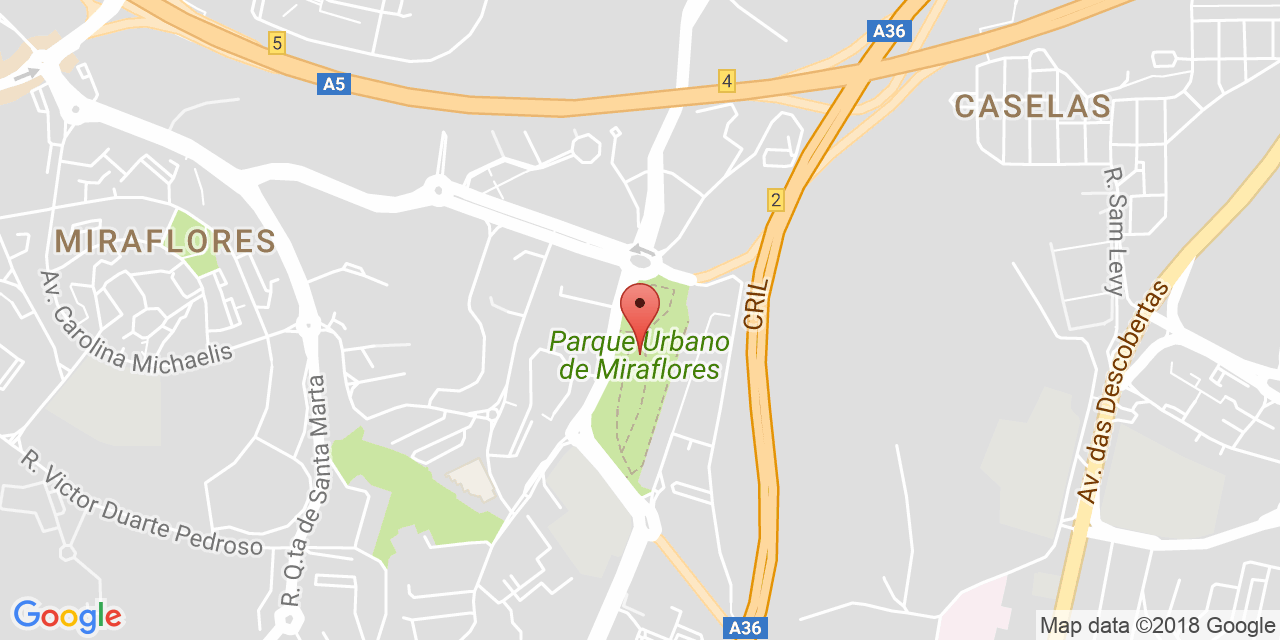 A36
5
A5
4
CASELAS
2
R. Sam Levy
MIRAFLORES
Av. Carolina Michaelis
CRIL
Parque Urbano
de Miraflores
Av. das Descobertas
R. Q.ta de Santa Marta
R. Victor Duarte Pedroso
Google
A36
Map data ©2018 Google